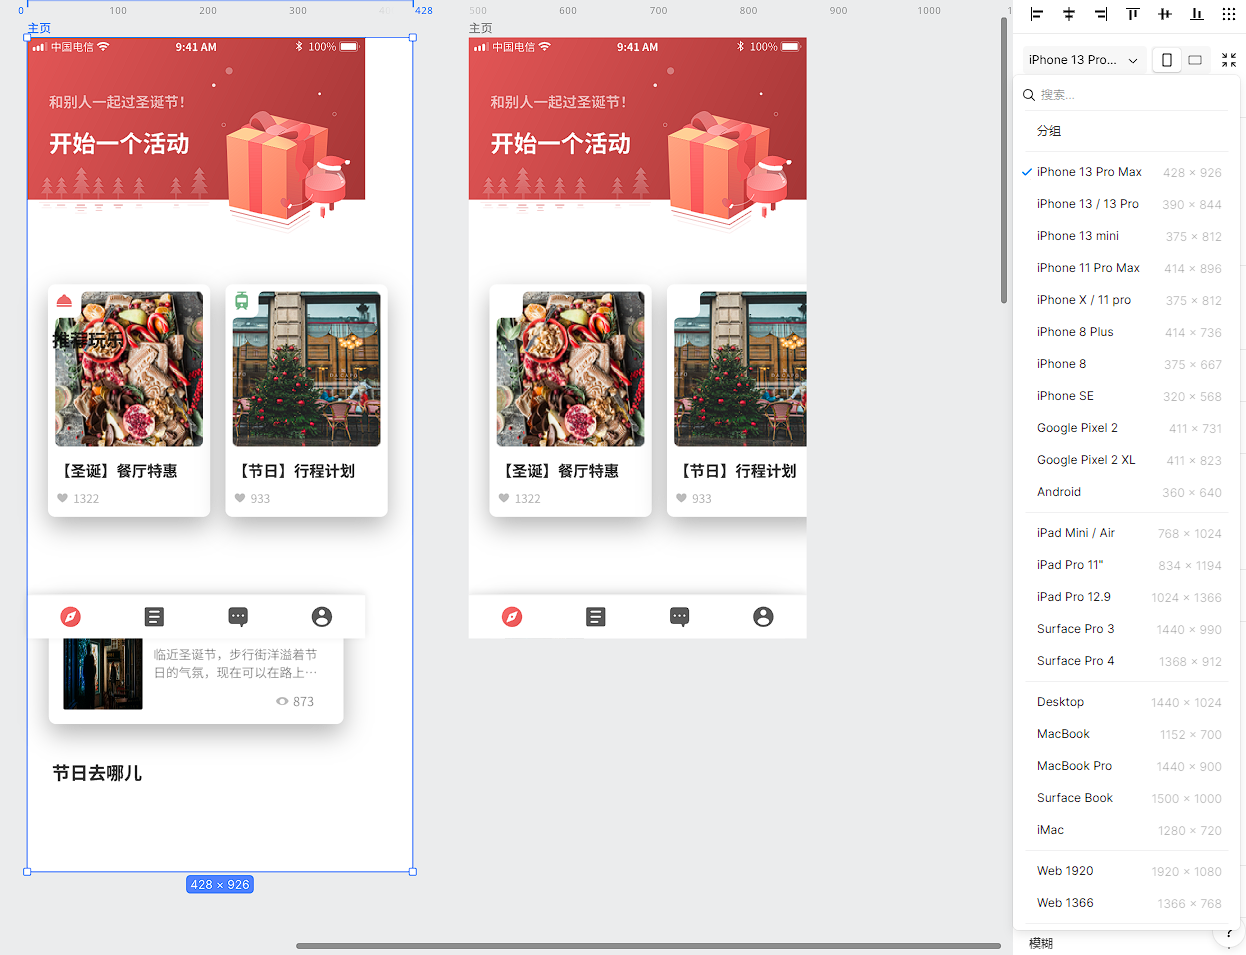 0 100 200 300 428 500 600 700 800 900 1000
主页
中国电信 9:41 AM 100%
和别人一起过圣诞节!
开始一个活动
推荐玩乐
【圣诞】餐厅特惠
1322
【节日】行程计划
933
临近圣诞节，步行街洋溢着节
日的气氛，现在可以在路上…
873
节日去哪儿
428 × 926
主页
中国电信 9:41 AM 100%
和别人一起过圣诞节!
开始一个活动
【圣诞】餐厅特惠
1322
【节日】行程计划
933
iPhone 13 Pro...
搜索...
分组
iPhone 13 Pro Max 428 × 926
iPhone 13 / 13 Pro 390 × 844
iPhone 13 mini 375 × 812
iPhone 11 Pro Max 414 × 896
iPhone X / 11 pro 375 × 812
iPhone 8 Plus 414 × 736
iPhone 8 375 × 667
iPhone SE 320 × 568
Google Pixel 2 411 × 731
Google Pixel 2 XL 411 × 823
Android 360 × 640
iPad Mini / Air 768 × 1024
iPad Pro 11" 834 × 1194
iPad Pro 12.9 1024 × 1366
Surface Pro 3 1440 × 990
Surface Pro 4 1368 × 912
Desktop 1440 × 1024
MacBook 1152 × 700
MacBook Pro 1440 × 900
Surface Book 1500 × 1000
iMac 1280 × 720
Web 1920 1920 × 1080
Web 1366 1366 × 768
模糊
?